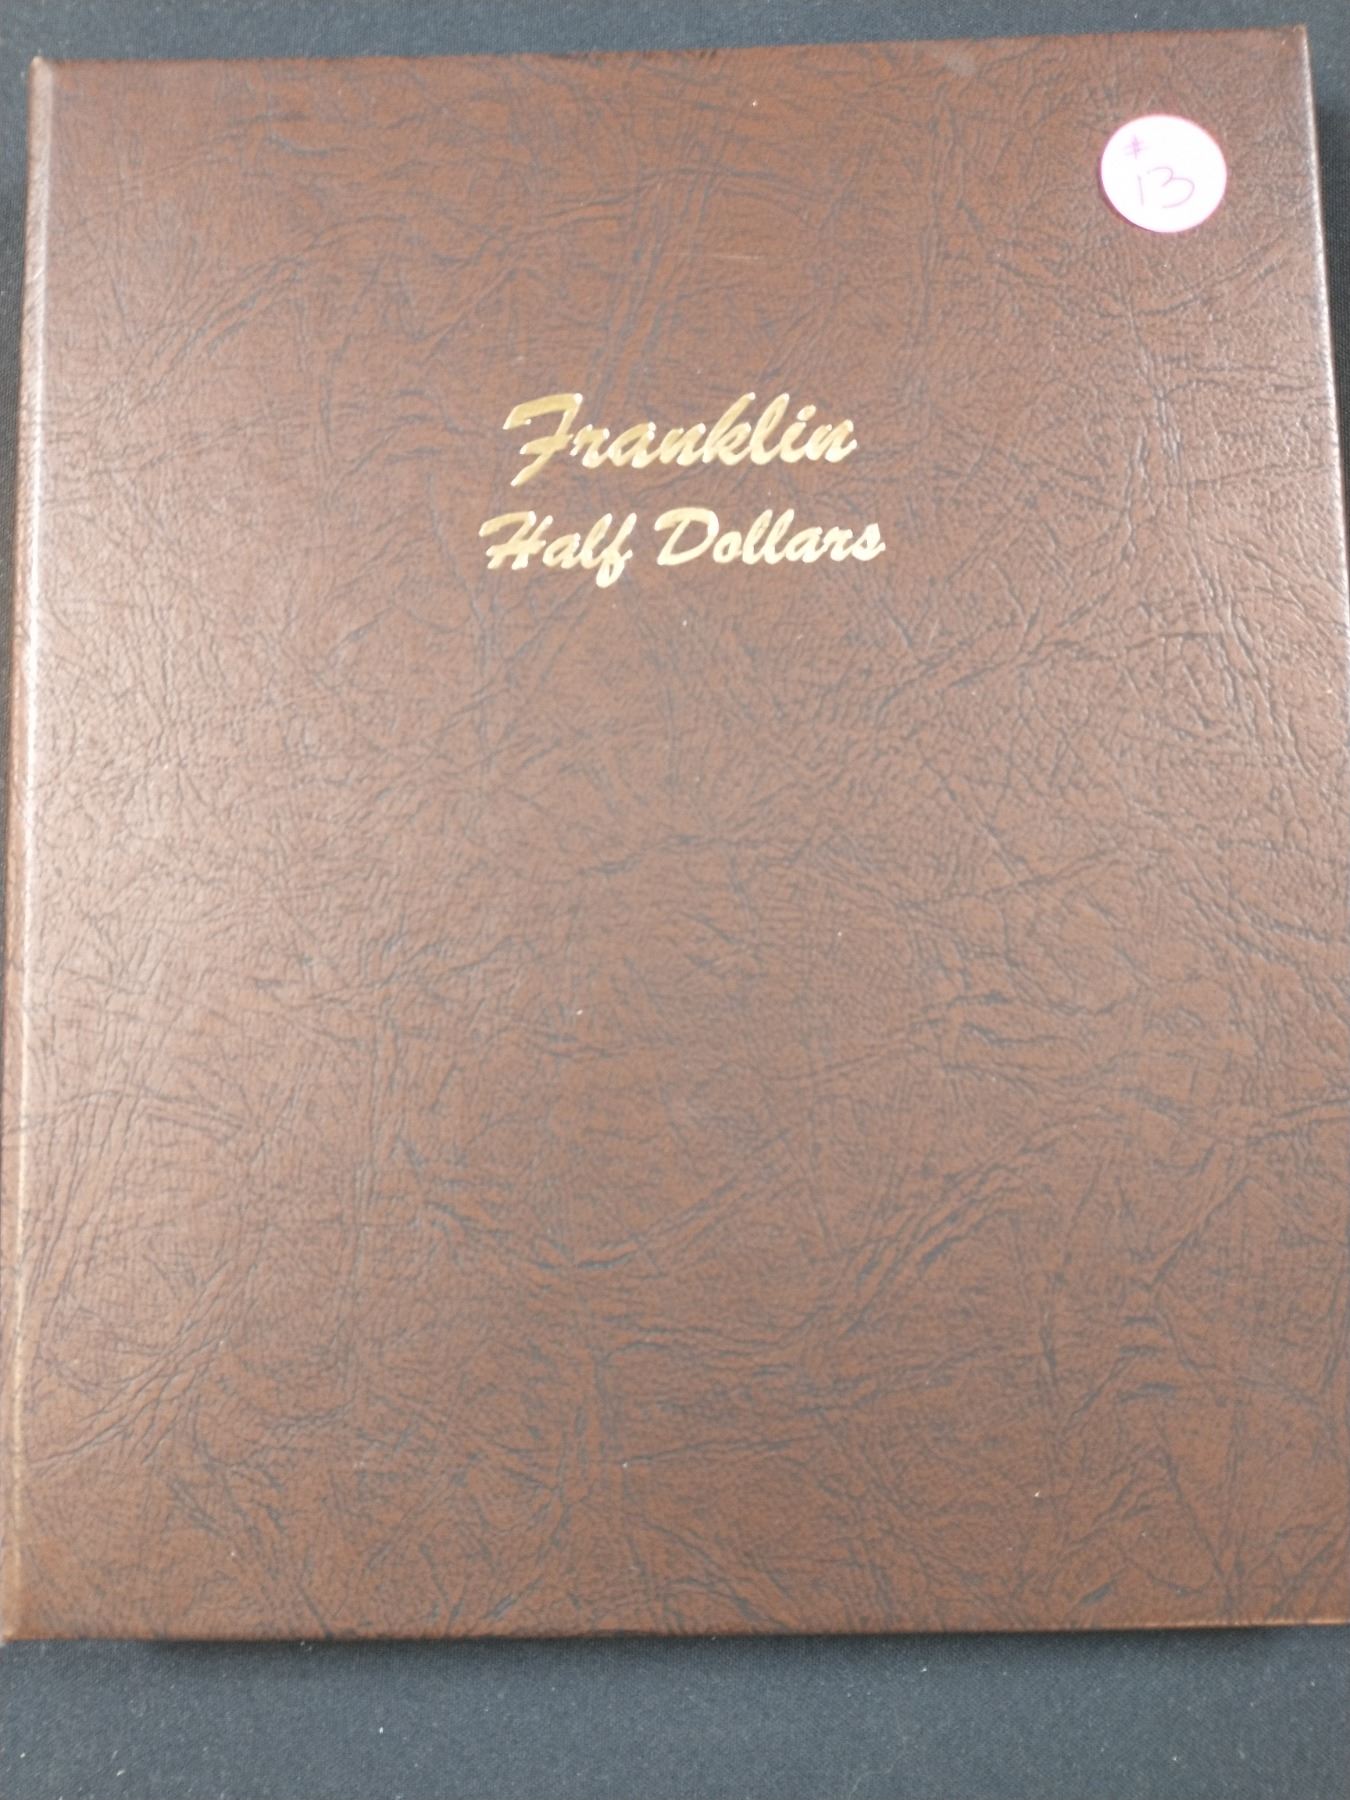 # 13
Franklin
Half Dollars